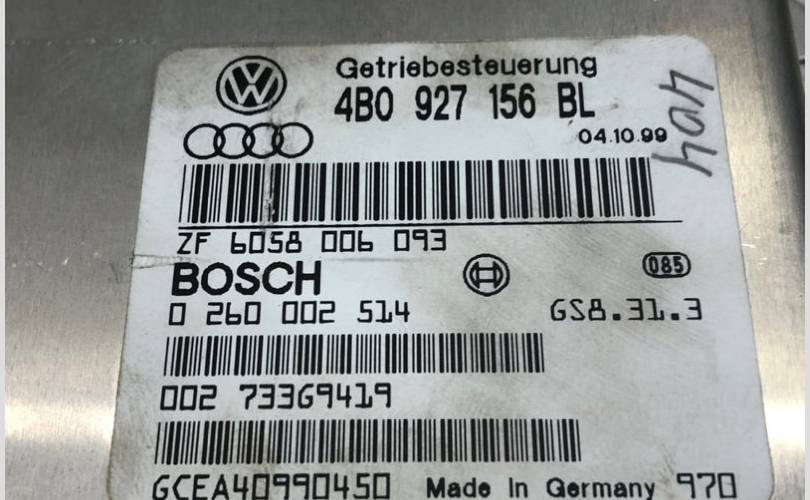 Getriebesteuerung
4B0 927 156 BL
04.10.99
404
ZF 6058 006 093
BOSCH
085
0 260 002 514 GS8.31.3
002 73369419
GCEA40990450 Made In Germany 970